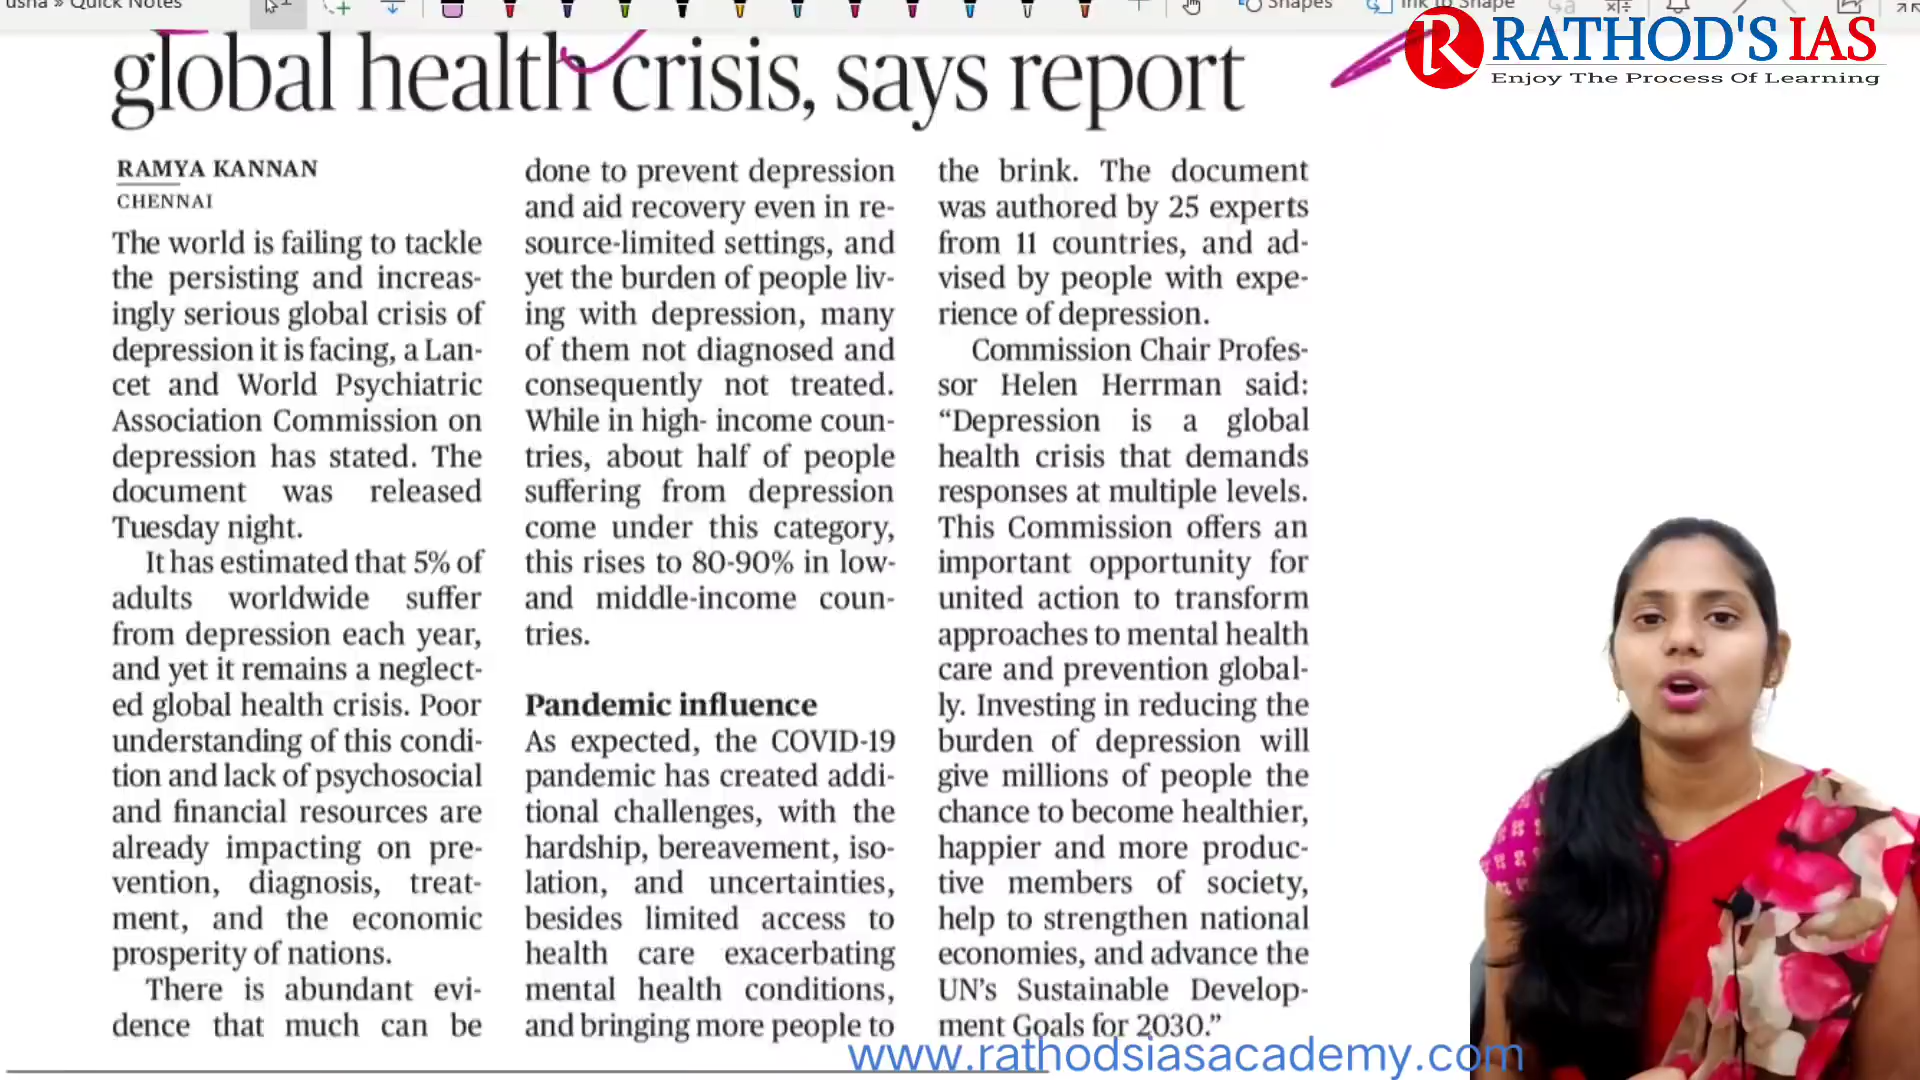 usha » Quick Notes
Shapes
Ink to Shape
RATHOD'S IAS
Enjoy The Process Of Learning
global health crisis, says report
RAMYA KANNAN
CHENNAI
The world is failing to tackle
the persisting and increas-
ingly serious global crisis of
depression it is facing, a Lan-
cet and World Psychiatric
Association Commission on
depression has stated. The
document was released
Tuesday night.
It has estimated that 5% of
adults worldwide suffer
from depression each year,
and yet it remains a neglect-
ed global health crisis. Poor
understanding of this condi-
tion and lack of psychosocial
and financial resources are
already impacting on pre-
vention, diagnosis, treat-
ment, and the economic
prosperity of nations.
There is abundant evi-
dence that much can be
done to prevent depression
and aid recovery even in re-
source-limited settings, and
yet the burden of people liv-
ing with depression, many
of them not diagnosed and
consequently not treated.
While in high- income coun-
tries, about half of people
suffering from depression
come under this category,
this rises to 80-90% in low-
and middle-income coun-
tries.
Pandemic influence
As expected, the COVID-19
pandemic has created addi-
tional challenges, with the
hardship, bereavement, iso-
lation, and uncertainties,
besides limited access to
health care exacerbating
mental health conditions,
and bringing more people to
the brink. The document
was authored by 25 experts
from 11 countries, and ad-
vised by people with expe-
rience of depression.
Commission Chair Profes-
sor Helen Herrman said:
“Depression is a global
health crisis that demands
responses at multiple levels.
This Commission offers an
important opportunity for
united action to transform
approaches to mental health
care and prevention global-
ly. Investing in reducing the
burden of depression will
give millions of people the
chance to become healthier,
happier and more produc-
tive members of society,
help to strengthen national
economies, and advance the
UN’s Sustainable Develop-
ment Goals for 2030.”
www.rathodsiasacademy.com